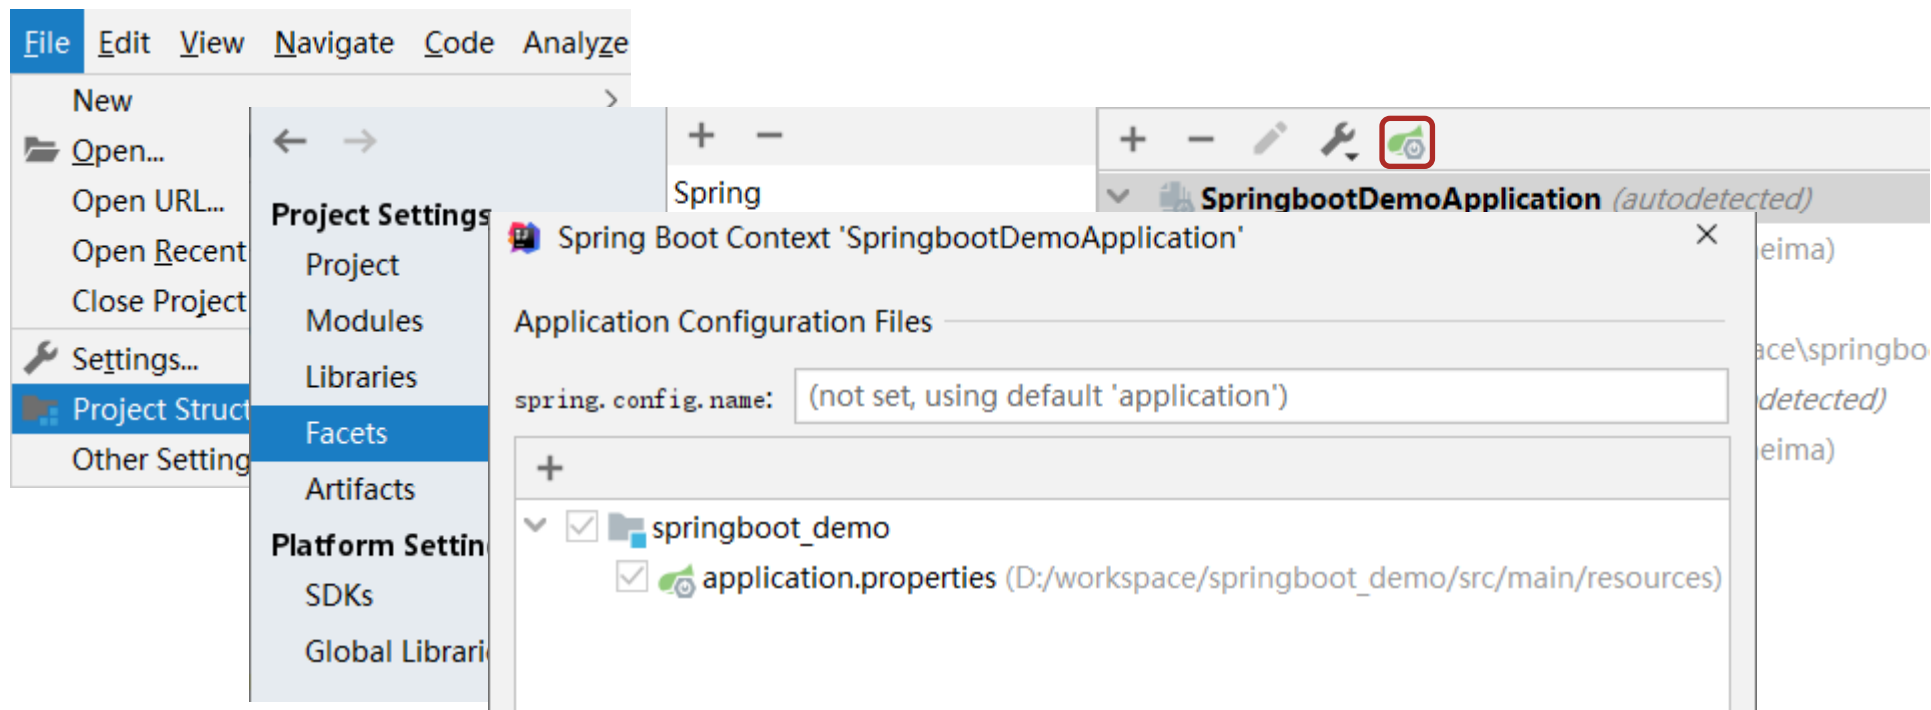 File Edit View Navigate Code Analyze
New
Open...
Open URL...
Open Recent
Close Project
Settings...
Project Struct
Other Setting
Project Settings
Project
Modules
Libraries
Facets
Artifacts
Platform Settin
SDKs
Global Librari
Spring
SpringbootDemoApplication (autodetected)
eima)
ace\springbo
detected)
eima)
Spring Boot Context 'SpringbootDemoApplication'
Application Configuration Files
spring.config.name: (not set, using default 'application')
springboot_demo
application.properties (D:/workspace/springboot_demo/src/main/resources)